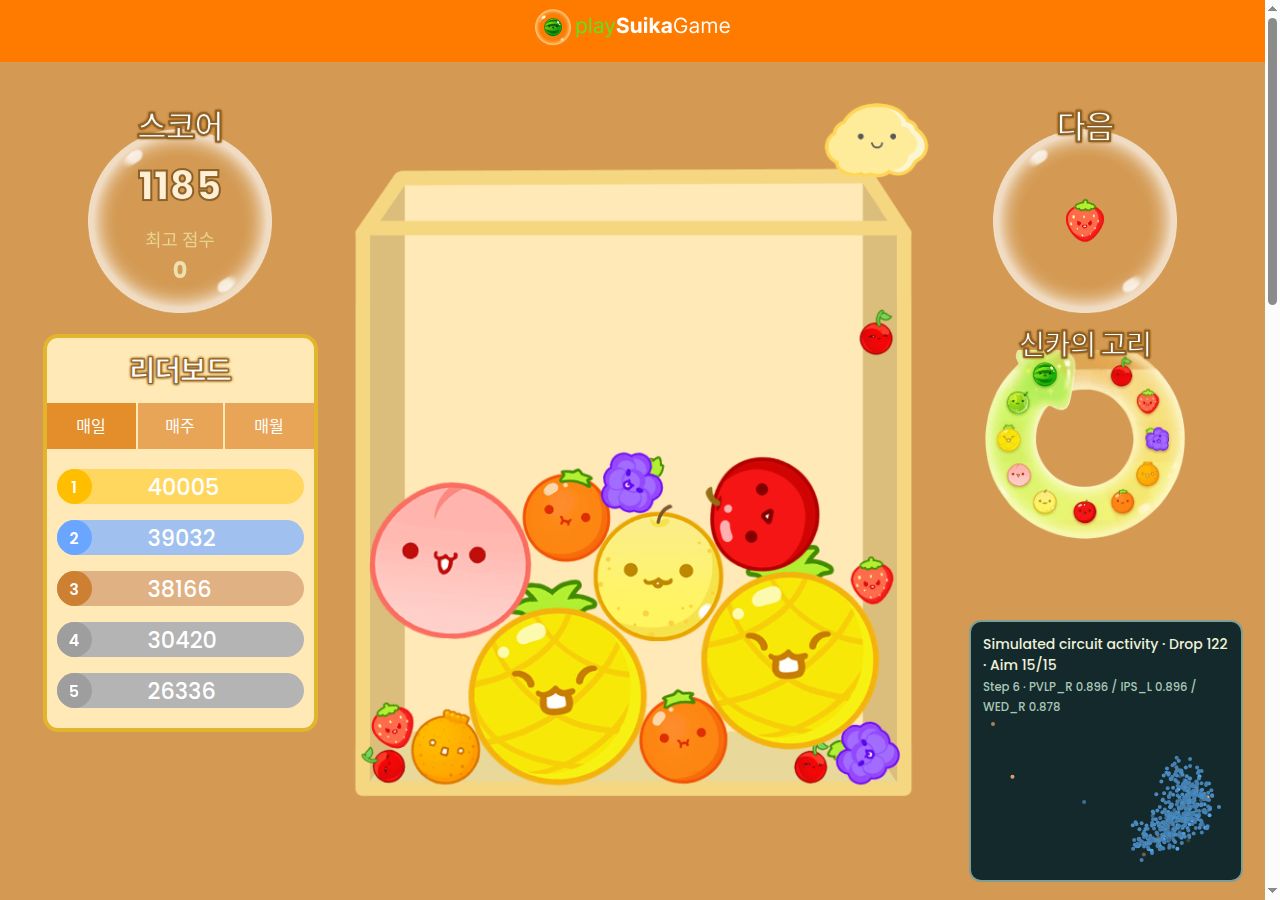 playSuikaGame
스코어
1185
최고 점수
0
리더보드
매일 매주 매월
1 40005
2 39032
3 38166
4 30420
5 26336
다음
신카의 고리
Simulated circuit activity · Drop 122
· Aim 15/15
Step 6 · PVLP_R 0.896 / IPS_L 0.896 /
WED_R 0.878